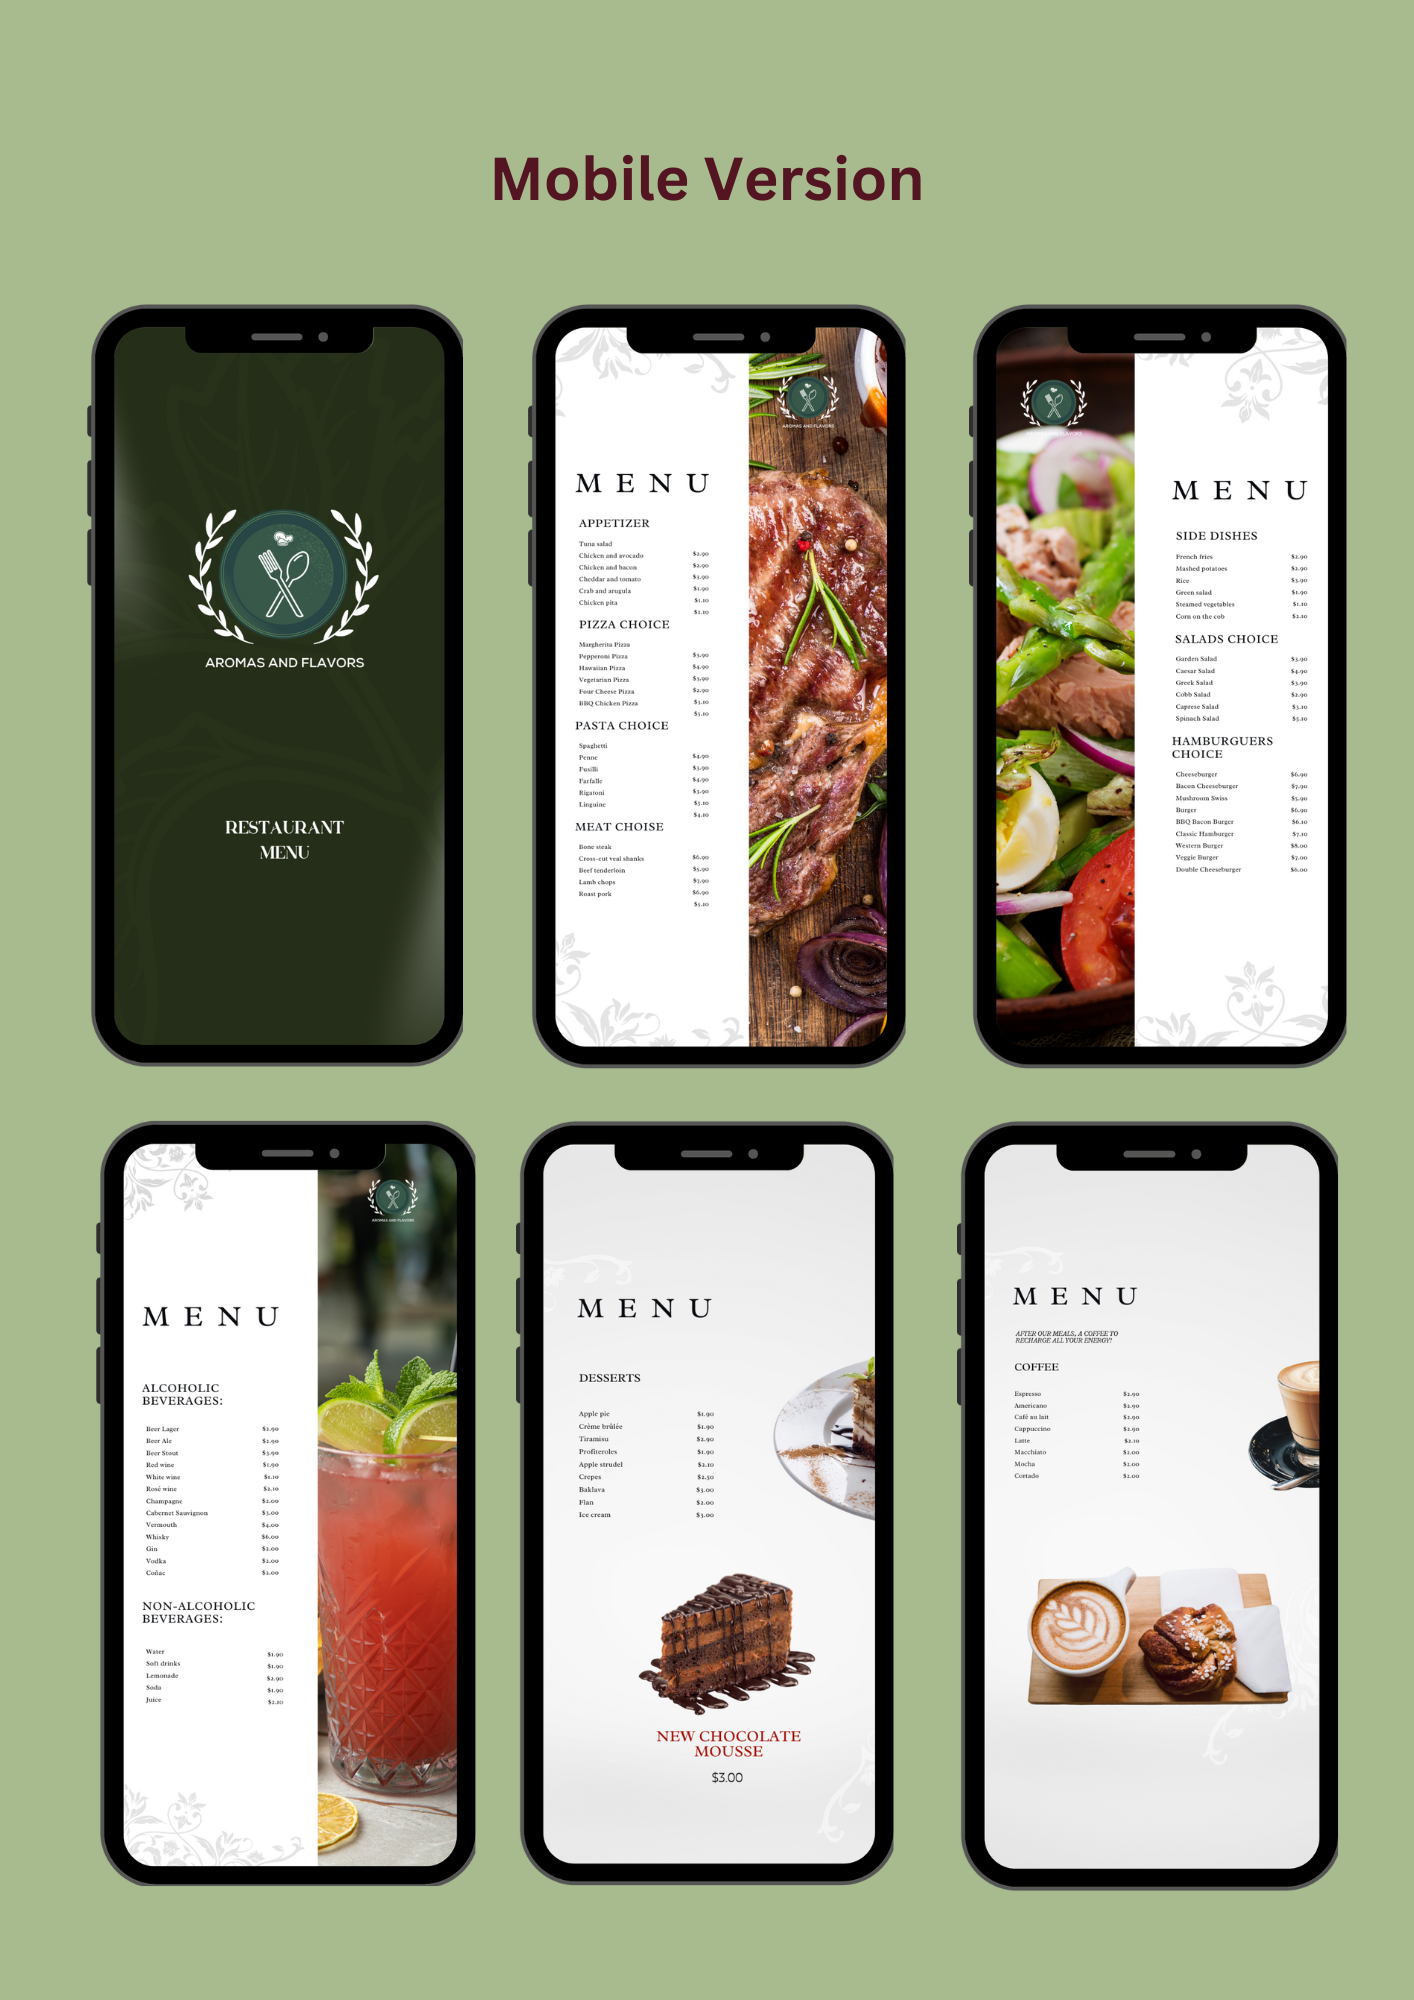 Mobile Version
AROMAS AND FLAVORS
RESTAURANT
MENU
AROMAS AND FLAVORS
MENU
APPETIZER
Tuna salad
Chicken and avocado $2.90
Chicken and bacon $2.90
Cheddar and tomato $3.90
Crab and arugula $1.90
Chicken pita $1.10
$2.10
PIZZA CHOICE
Margherita Pizza
Pepperoni Pizza $3.90
Hawaiian Pizza $4.90
Vegetarian Pizza $3.90
Four Cheese Pizza $2.90
BBQ Chicken Pizza $3.10
$3.10
PASTA CHOICE
Spaghetti
Penne $4.90
Fusilli $3.90
Farfalle $4.90
Rigatoni $3.90
Linguine $3.10
$4.10
MEAT CHOISE
Bone steak
Cross-cut veal shanks $6.90
Beef tenderloin $5.90
Lamb chops $7.90
Roast pork $6.90
$5.10
MENU
SIDE DISHES
French fries $2.90
Mashed potatoes $2.90
Rice $3.90
Green salad $1.90
Steamed vegetables $1.10
Corn on the cob $2.10
SALADS CHOICE
Garden Salad $3.90
Caesar Salad $4.90
Greek Salad $3.90
Cobb Salad $2.90
Caprese Salad $3.10
Spinach Salad $3.10
HAMBURGUERS
CHOICE
Cheeseburger $6.90
Bacon Cheeseburger $7.90
Mushroom Swiss $5.90
Burger $6.90
BBQ Bacon Burger $6.10
Classic Hamburger $7.10
Western Burger $8.00
Veggie Burger $7.00
Double Cheeseburger $6.00
AROMAS AND FLAVORS
MENU
ALCOHOLIC
BEVERAGES:
Beer Lager $2.90
Beer Ale $2.90
Beer Stout $3.90
Red wine $1.90
White wine $1.10
Rosé wine $2.10
Champagne $2.00
Cabernet Sauvignon $3.00
Vermouth $4.00
Whisky $6.00
Gin $2.00
Vodka $2.00
Coñac $2.00
NON-ALCOHOLIC
BEVERAGES:
Water $1.90
Soft drinks $1.90
Lemonade $2.90
Soda $1.90
Juice $2.10
MENU
DESSERTS
Apple pie $1.90
Crème brûlée $1.90
Tiramisu $2.90
Profiteroles $1.90
Apple strudel $2.10
Crepes $2.50
Baklava $3.00
Flan $2.00
Ice cream $3.00
NEW CHOCOLATE
MOUSSE
$3.00
MENU
AFTER OUR MEALS, A COFFEE TO
RECHARGE ALL YOUR ENERGY!
COFFEE
Espresso $2.90
Americano $2.90
Café au lait $2.90
Cappuccino $2.90
Latte $2.10
Macchiato $2.00
Mocha $2.00
Cortado $2.00